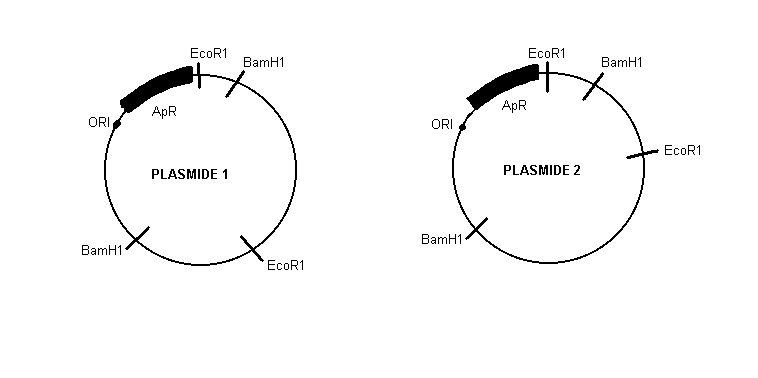 EcoR1
BamH1
ApR
ORI
PLASMIDE 1
BamH1
EcoR1
EcoR1
BamH1
ApR
ORI
EcoR1
PLASMIDE 2
BamH1